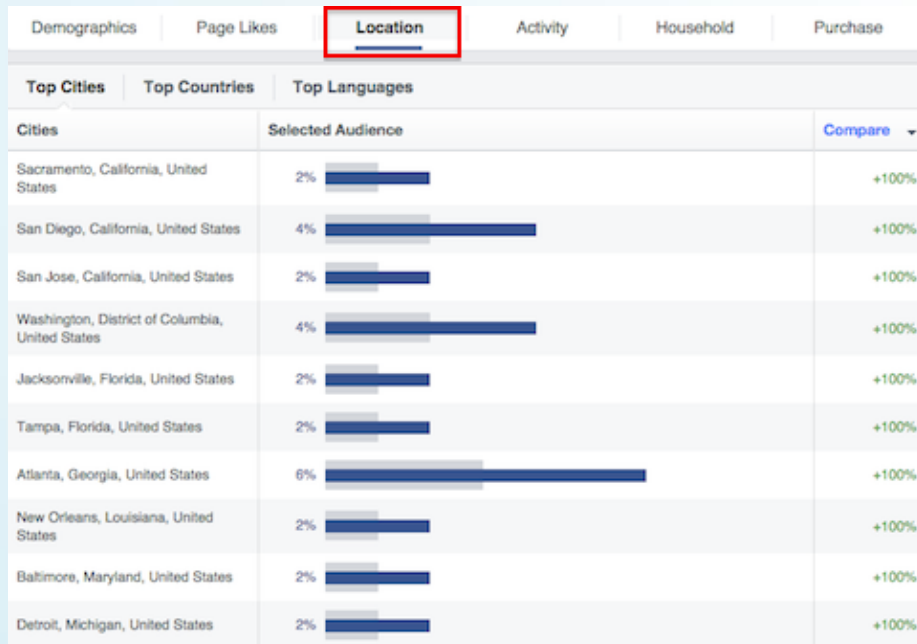 Demographics Page Likes Location Activity Household Purchase
Top Cities Top Countries Top Languages
Cities Selected Audience Compare
Sacramento, California, United
States
2% +100%
San Diego, California, United States 4% +100%
San Jose, California, United States 2% +100%
Washington, District of Columbia,
United States
4% +100%
Jacksonville, Florida, United States 2% +100%
Tampa, Florida, United States 2% +100%
Atlanta, Georgia, United States 6% +100%
New Orleans, Louisiana, United
States
2% +100%
Baltimore, Maryland, United States 2% +100%
Detroit, Michigan, United States 2% +100%